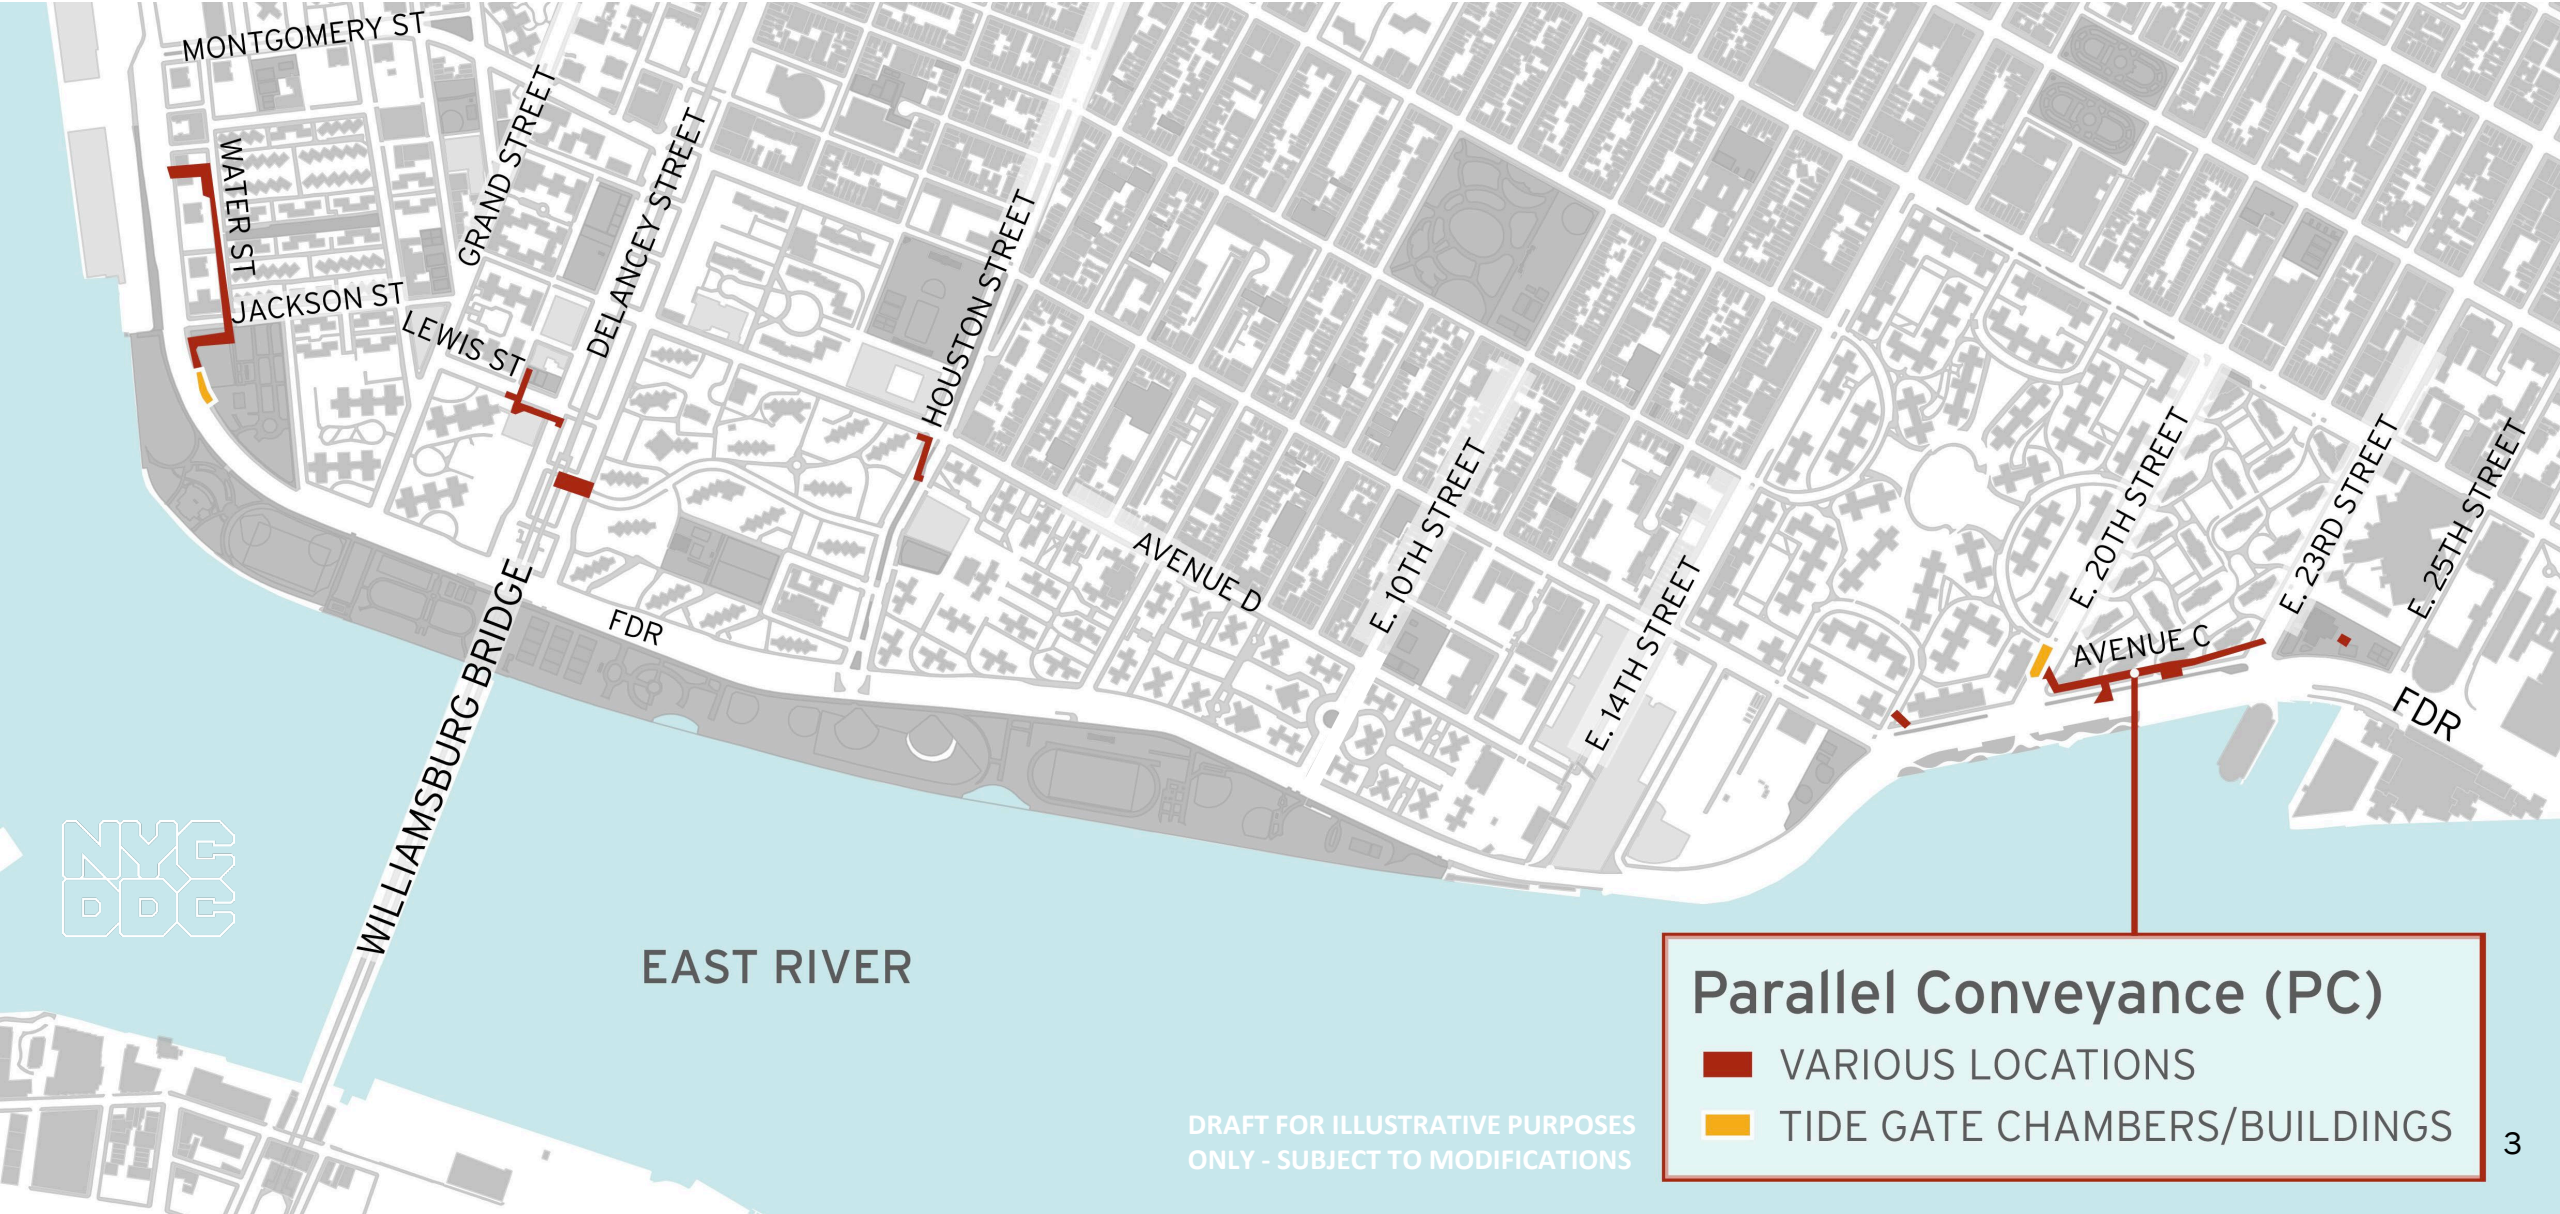 MONTGOMERY ST
WATER ST
GRAND STREET
DELANCEY STREET
JACKSON ST
LEWIS ST
HOUSTON STREET
AVENUE D
E. 10TH STREET
E. 14TH STREET
E. 20TH STREET
E. 23RD STREET
E. 25TH STREET
AVENUE C
FDR
FDR
WILLIAMSBURG BRIDGE
NYC
DDC
EAST RIVER
Parallel Conveyance (PC)
VARIOUS LOCATIONS
TIDE GATE CHAMBERS/BUILDINGS
DRAFT FOR ILLUSTRATIVE PURPOSES
ONLY - SUBJECT TO MODIFICATIONS
3